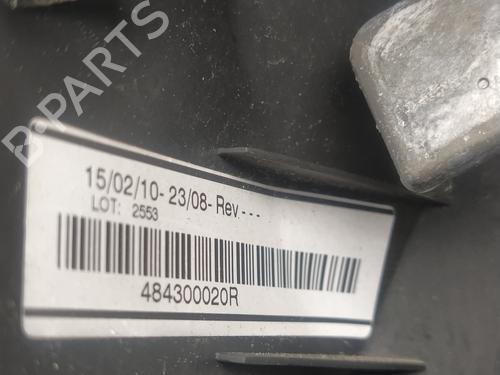 B-PARTS
15/02/10- 23/08- Rev.- - -
LOT: 2553
484300020R